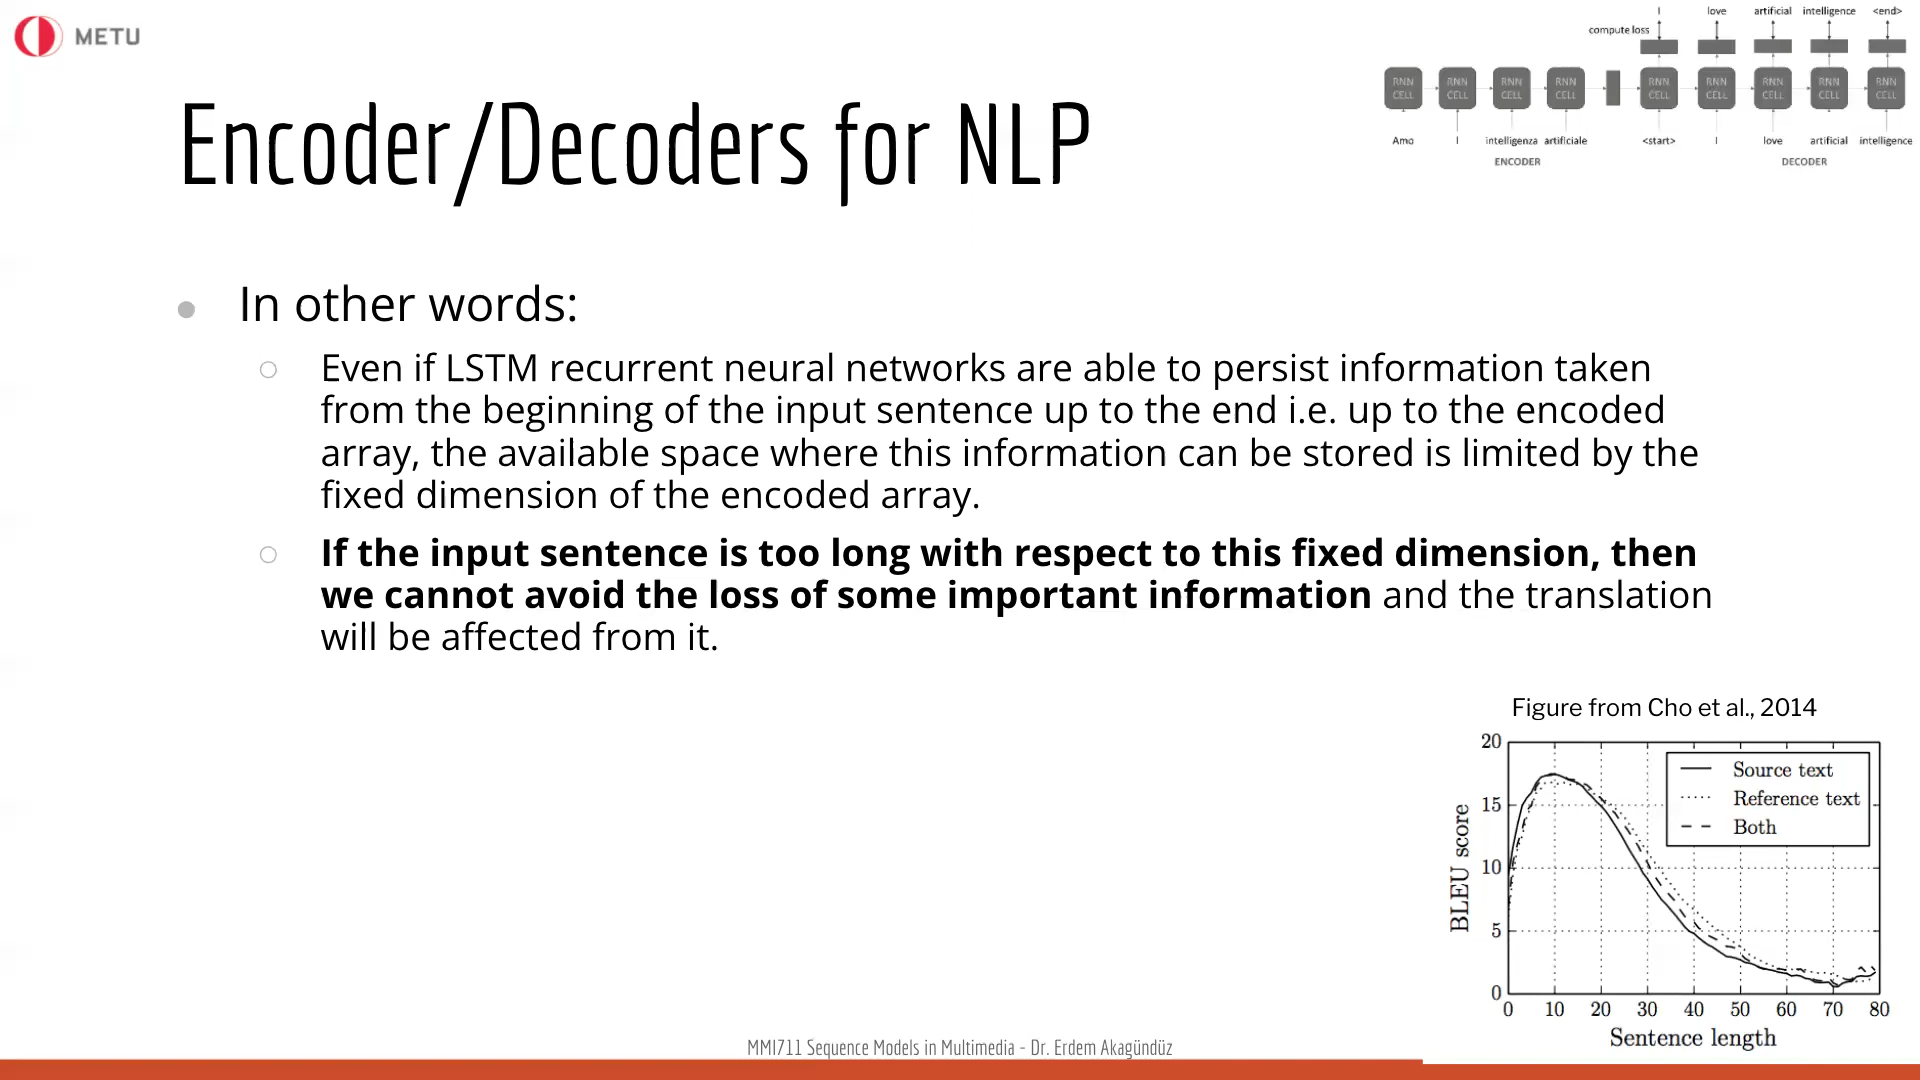 METU
I love artificial intelligence <end>
compute loss
RNN CELL RNN CELL RNN CELL RNN CELL RNN CELL RNN CELL RNN CELL RNN CELL RNN CELL
Amo l intelligenza artificiale <start> I love artificial intelligence
ENCODER DECODER
Encoder/Decoders for NLP
In other words:
Even if LSTM recurrent neural networks are able to persist information taken
from the beginning of the input sentence up to the end i.e. up to the encoded
array, the available space where this information can be stored is limited by the
fixed dimension of the encoded array.
If the input sentence is too long with respect to this fixed dimension, then
we cannot avoid the loss of some important information and the translation
will be affected from it.
Figure from Cho et al., 2014
20
15
10
5
0
BLEU score
Source text
Reference text
Both
0 10 20 30 40 50 60 70 80
Sentence length
MMI711 Sequence Models in Multimedia - Dr. Erdem Akagündüz